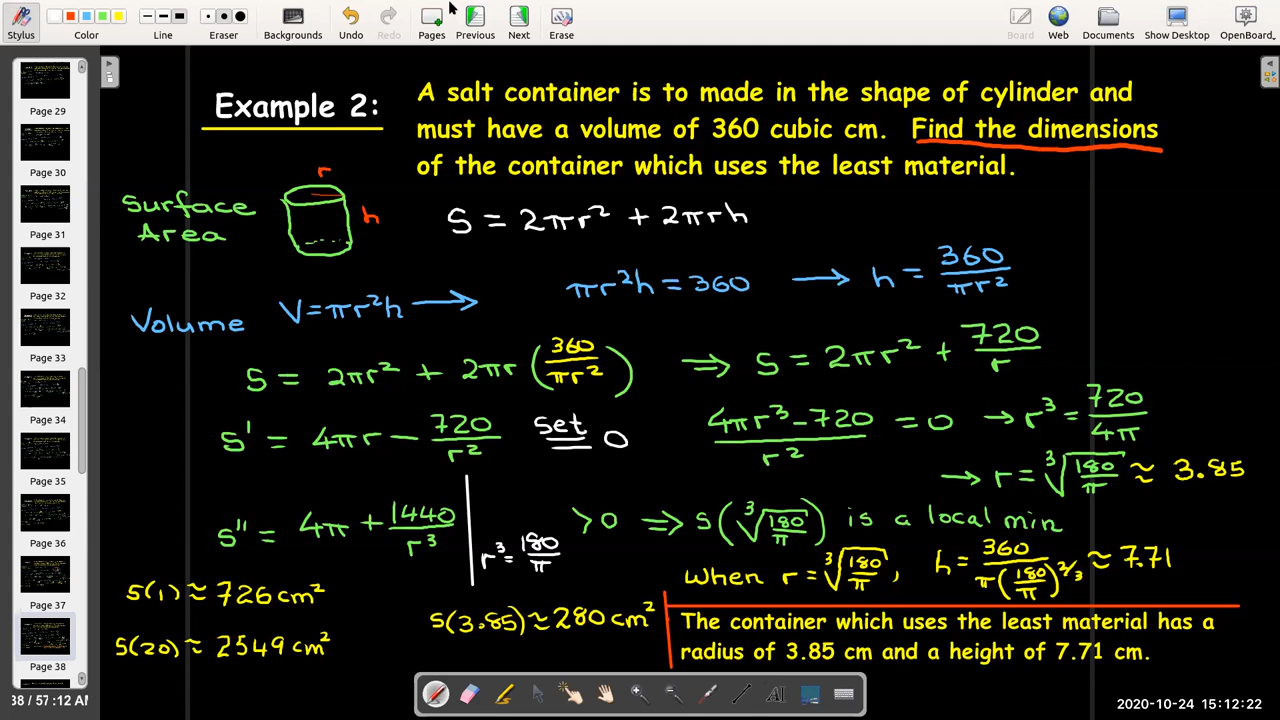 Stylus Color Line Eraser Backgrounds Undo Redo Pages Previous Next Erase Board Web Documents Show Desktop OpenBoard
Page 29
Page 30
Page 31
Page 32
Page 33
Page 34
Page 35
Page 36
Page 37
Page 38
38 / 57:12 AM
Example 2:
A salt container is to made in the shape of cylinder and
must have a volume of 360 cubic cm. Find the dimensions
of the container which uses the least material.
Surface
Area
r
h
S = 2πr² + 2πrh
Volume V = πr²h → πr²h = 360 → h = 360/πr²
S = 2πr² + 2πr (360/πr²) ⇒ S = 2πr² + 720/r
S' = 4πr − 720/r² set 0 (4πr³ − 720)/r² = 0 → r³ = 720/4π
→ r = ∛(180/π) ≈ 3.85
S'' = 4π + 1440/r³ | r³ = 180/π > 0 ⇒ S(∛(180/π)) is a local min
when r = ∛(180/π), h = 360/(π(180/π)^(2/3)) ≈ 7.71
S(1) ≈ 726 cm²
S(3.85) ≈ 280 cm²
S(20) ≈ 2549 cm²
The container which uses the least material has a
radius of 3.85 cm and a height of 7.71 cm.
2020-10-24 15:12:22